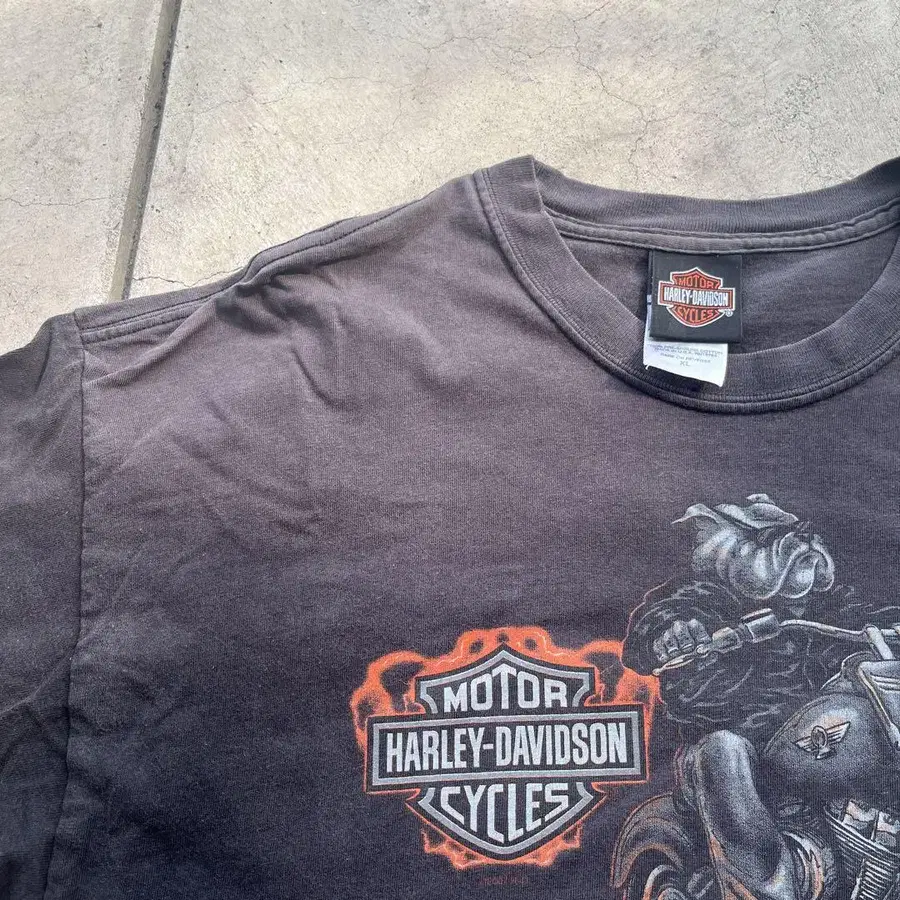 MOTOR
HARLEY-DAVIDSON
CYCLES
®
XL
MOTOR
HARLEY-DAVIDSON
CYCLES